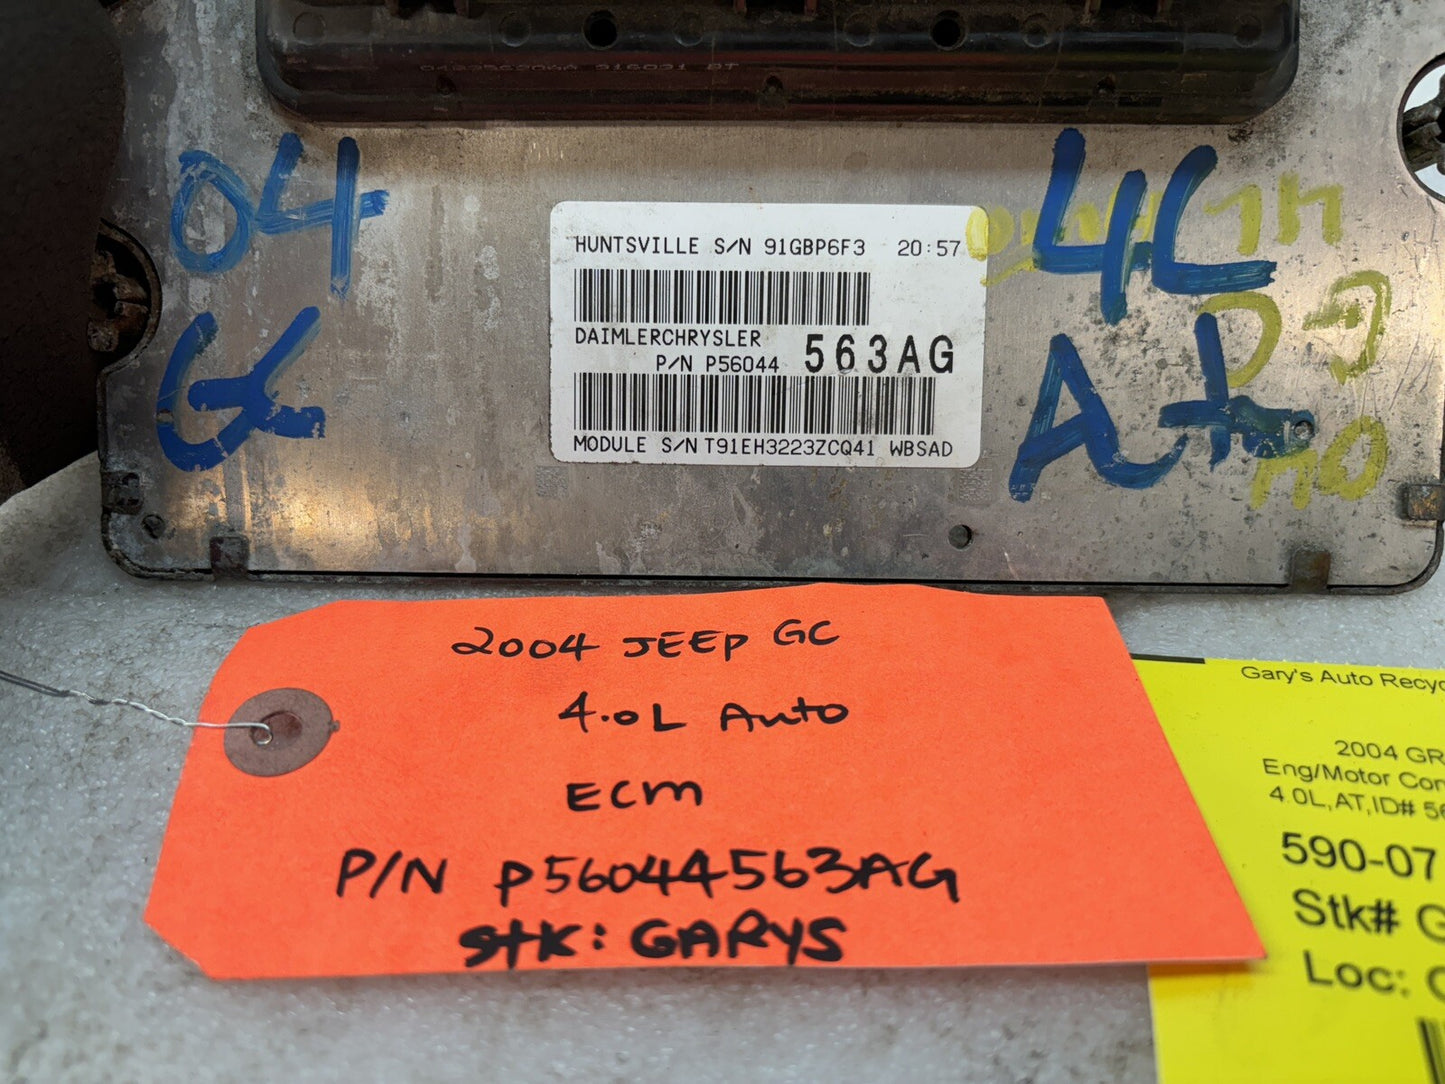 04
GC
4L
AT
HUNTSVILLE S/N 91GBP6F3 20:57
DAIMLERCHRYSLER
P/N P56044 563AG
MODULE S/N T91EH3223ZCQ41 WBSAD
2004 JEEP GC
4.0L Auto
ECM
P/N P56044563AG
Stk: GARYS
Gary's Auto Recyc
2004 GR
Eng/Motor Con
4.0L,AT,ID# 56
590-07
Stk# G
Loc: